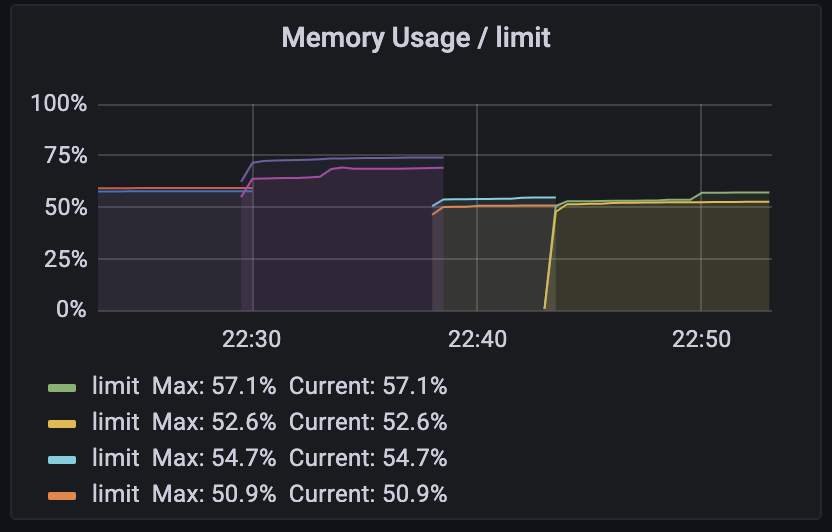 Memory Usage / limit
100%
75%
50%
25%
0%
22:30 22:40 22:50
limit Max: 57.1% Current: 57.1%
limit Max: 52.6% Current: 52.6%
limit Max: 54.7% Current: 54.7%
limit Max: 50.9% Current: 50.9%